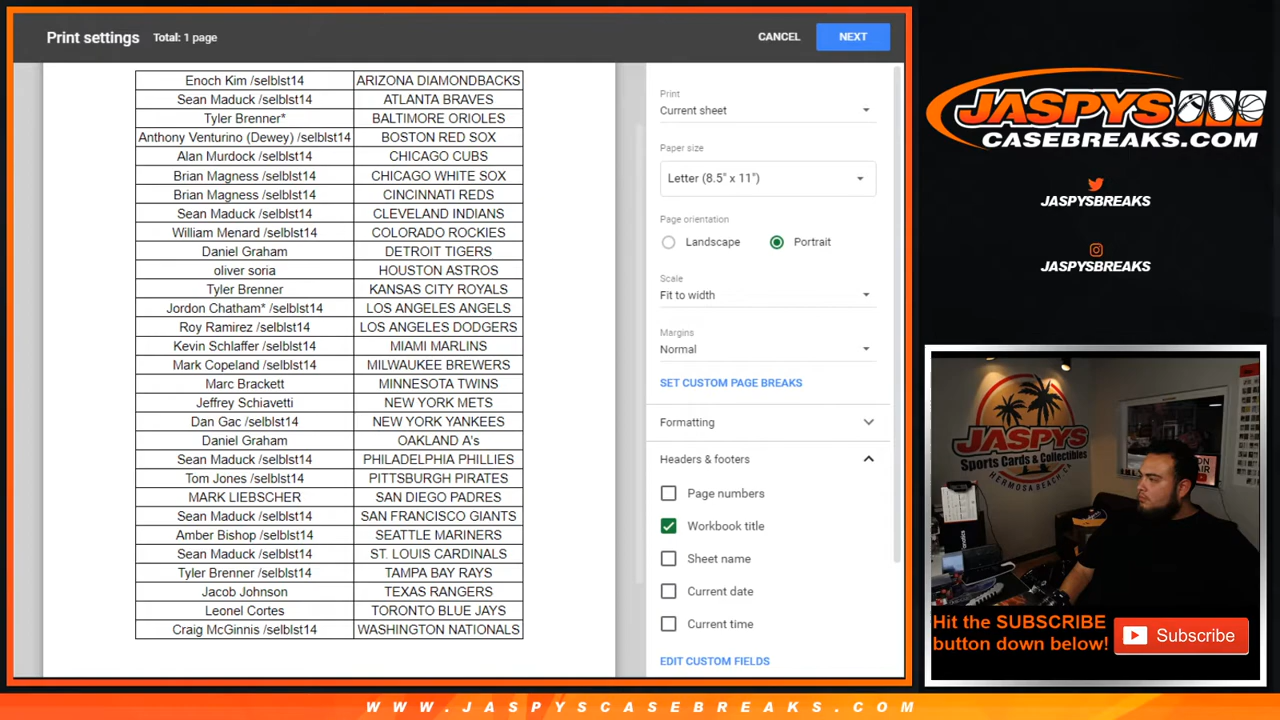 Print settings Total: 1 page CANCEL NEXT
Enoch Kim /selblst14 ARIZONA DIAMONDBACKS
Sean Maduck /selblst14 ATLANTA BRAVES
Tyler Brenner* BALTIMORE ORIOLES
Anthony Venturino (Dewey) /selblst14 BOSTON RED SOX
Alan Murdock /selblst14 CHICAGO CUBS
Brian Magness /selblst14 CHICAGO WHITE SOX
Brian Magness /selblst14 CINCINNATI REDS
Sean Maduck /selblst14 CLEVELAND INDIANS
William Menard /selblst14 COLORADO ROCKIES
Daniel Graham DETROIT TIGERS
oliver soria HOUSTON ASTROS
Tyler Brenner KANSAS CITY ROYALS
Jordon Chatham* /selblst14 LOS ANGELES ANGELS
Roy Ramirez /selblst14 LOS ANGELES DODGERS
Kevin Schlaffer /selblst14 MIAMI MARLINS
Mark Copeland /selblst14 MILWAUKEE BREWERS
Marc Brackett MINNESOTA TWINS
Jeffrey Schiavetti NEW YORK METS
Dan Gac /selblst14 NEW YORK YANKEES
Daniel Graham OAKLAND A's
Sean Maduck /selblst14 PHILADELPHIA PHILLIES
Tom Jones /selblst14 PITTSBURGH PIRATES
MARK LIEBSCHER SAN DIEGO PADRES
Sean Maduck /selblst14 SAN FRANCISCO GIANTS
Amber Bishop /selblst14 SEATTLE MARINERS
Sean Maduck /selblst14 ST. LOUIS CARDINALS
Tyler Brenner /selblst14 TAMPA BAY RAYS
Jacob Johnson TEXAS RANGERS
Leonel Cortes TORONTO BLUE JAYS
Craig McGinnis /selblst14 WASHINGTON NATIONALS
Print
Current sheet
Paper size
Letter (8.5" x 11")
Page orientation
Landscape Portrait
Scale
Fit to width
Margins
Normal
SET CUSTOM PAGE BREAKS
Formatting
Headers & footers
Page numbers
Workbook title
Sheet name
Current date
Current time
EDIT CUSTOM FIELDS
JASPYS
CASEBREAKS.COM
JASPYSBREAKS
JASPYSBREAKS
JASPYS
Sports Cards & Collectibles
HERMOSA BEACH, CA
Hit the SUBSCRIBE
button down below!
Subscribe
WWW.JASPYSCASEBREAKS.COM